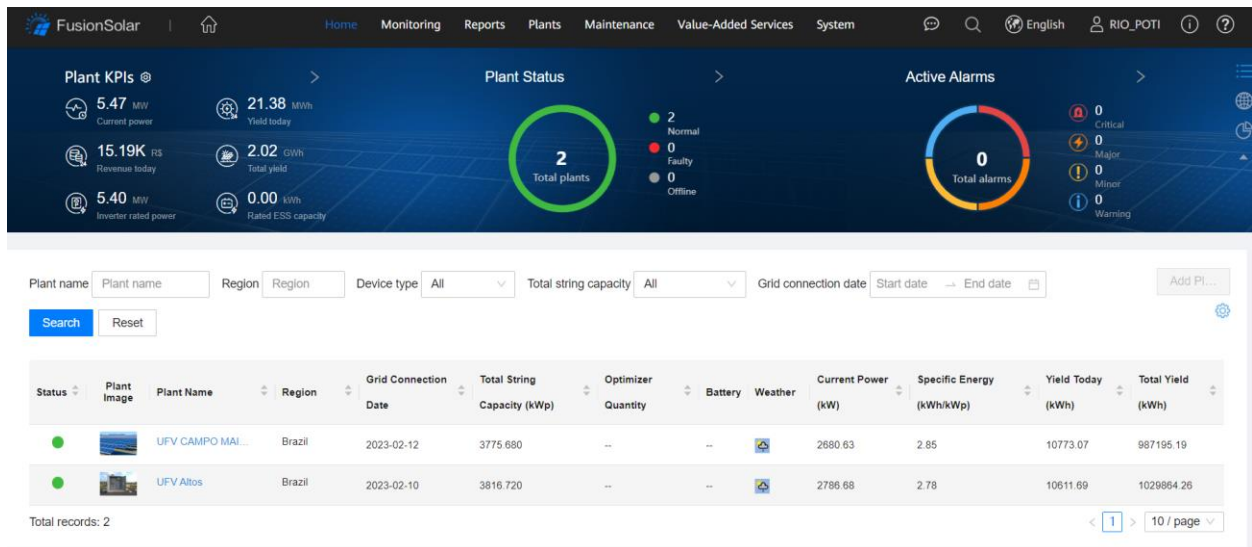 FusionSolar | Home Monitoring Reports Plants Maintenance Value-Added Services System English RIO_POTI
Plant KPIs
5.47 MW
Current power
21.38 MWh
Yield today
15.19K R$
Revenue today
2.02 GWh
Total yield
5.40 MW
Inverter rated power
0.00 kWh
Rated ESS capacity
Plant Status
2
Total plants
2
Normal
0
Faulty
0
Offline
Active Alarms
0
Total alarms
0
Critical
0
Major
0
Minor
0
Warning
Plant name Plant name Region Region Device type All Total string capacity All Grid connection date Start date → End date Add Pl...
Search Reset
Status Plant Image Plant Name Region Grid Connection Date Total String Capacity (kWp) Optimizer Quantity Battery Weather Current Power (kW) Specific Energy (kWh/kWp) Yield Today (kWh) Total Yield (kWh)
UFV CAMPO MAI... Brazil 2023-02-12 3775.680 -- -- 2680.63 2.85 10773.07 987195.19
UFV Altos Brazil 2023-02-10 3816.720 -- -- 2786.68 2.78 10611.69 1029864.26
Total records: 2 < 1 > 10 / page